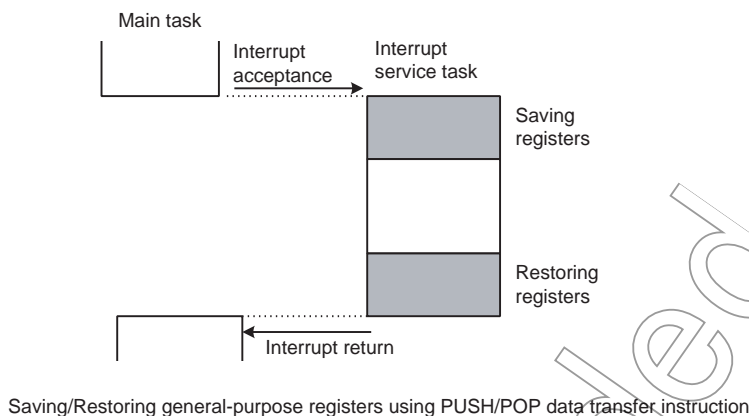 Main task
Interrupt
acceptance
Interrupt
service task
Saving
registers
Restoring
registers
Interrupt return
Saving/Restoring general-purpose registers using PUSH/POP data transfer instruction